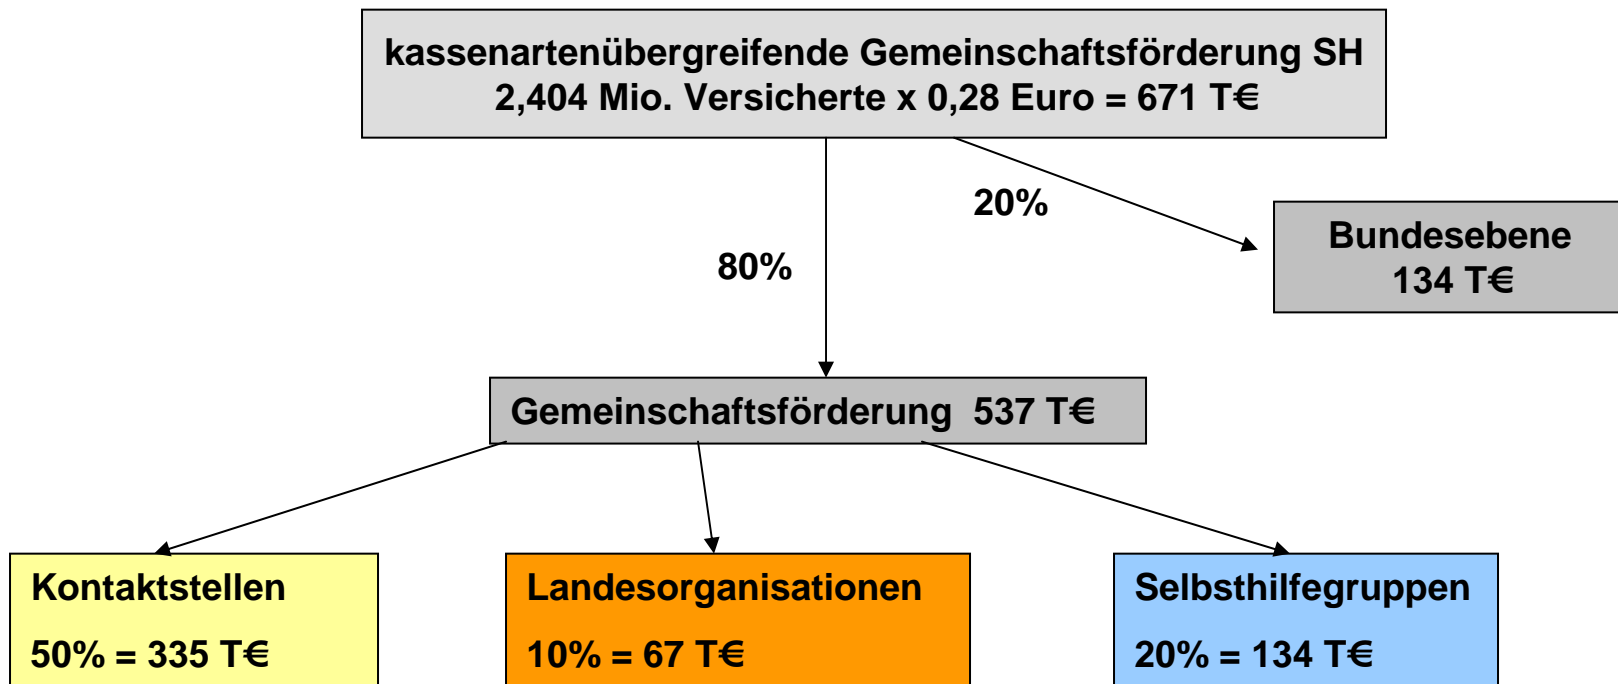 kassenartenübergreifende Gemeinschaftsförderung SH
2,404 Mio. Versicherte x 0,28 Euro = 671 T€
20%
Bundesebene
134 T€
80%
Gemeinschaftsförderung 537 T€
Kontaktstellen
50% = 335 T€
Landesorganisationen
10% = 67 T€
Selbsthilfegruppen
20% = 134 T€